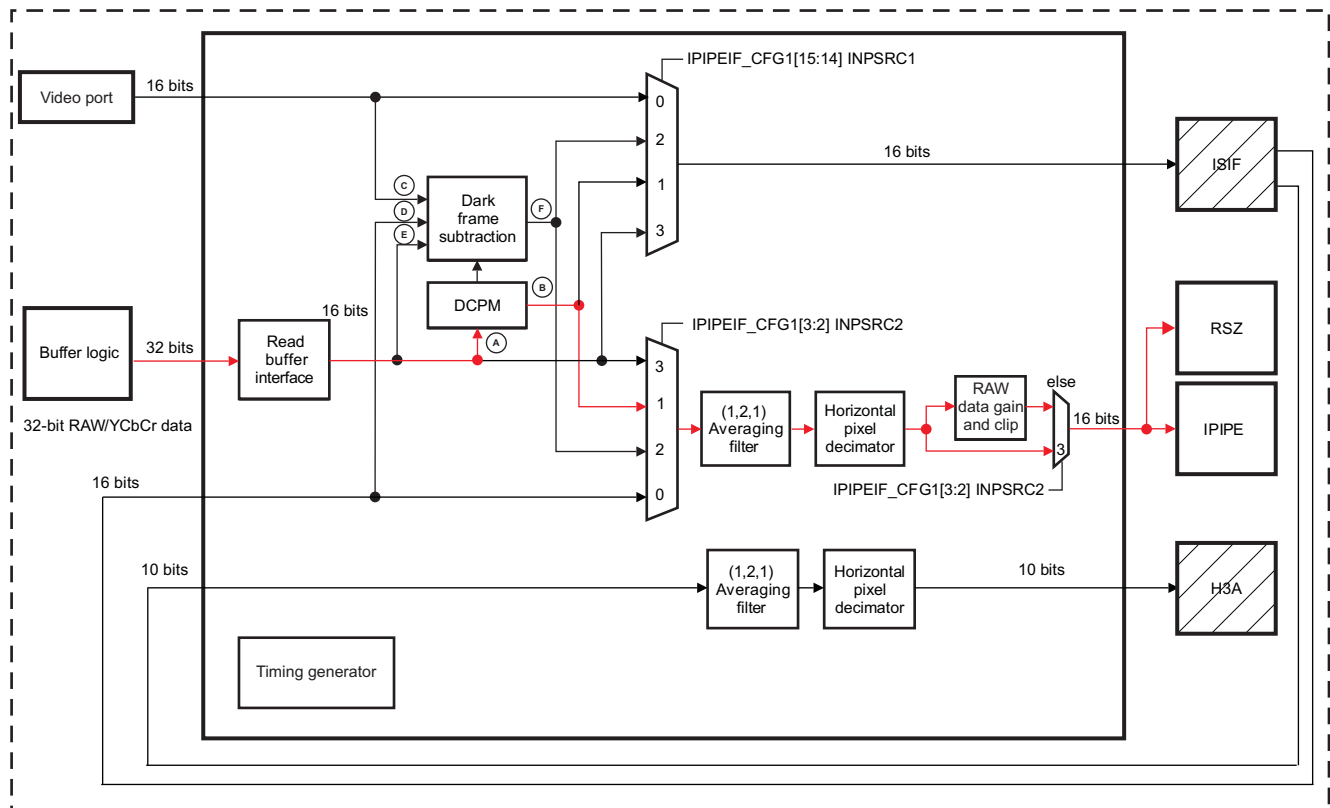 IPIPEIF_CFG1[15:14] INPSRC1
Video port
16 bits
0
2
1
3
16 bits
ISIF
C
D
E
F
Dark
frame
subtraction
B
DCPM
A
16 bits
Buffer logic
32 bits
Read
buffer
interface
32-bit RAW/YCbCr data
IPIPEIF_CFG1[3:2] INPSRC2
3
1
2
0
(1,2,1)
Averaging
filter
Horizontal
pixel
decimator
RAW
data gain
and clip
else
3
16 bits
IPIPEIF_CFG1[3:2] INPSRC2
RSZ
IPIPE
16 bits
10 bits
(1,2,1)
Averaging
filter
Horizontal
pixel
decimator
10 bits
H3A
Timing generator